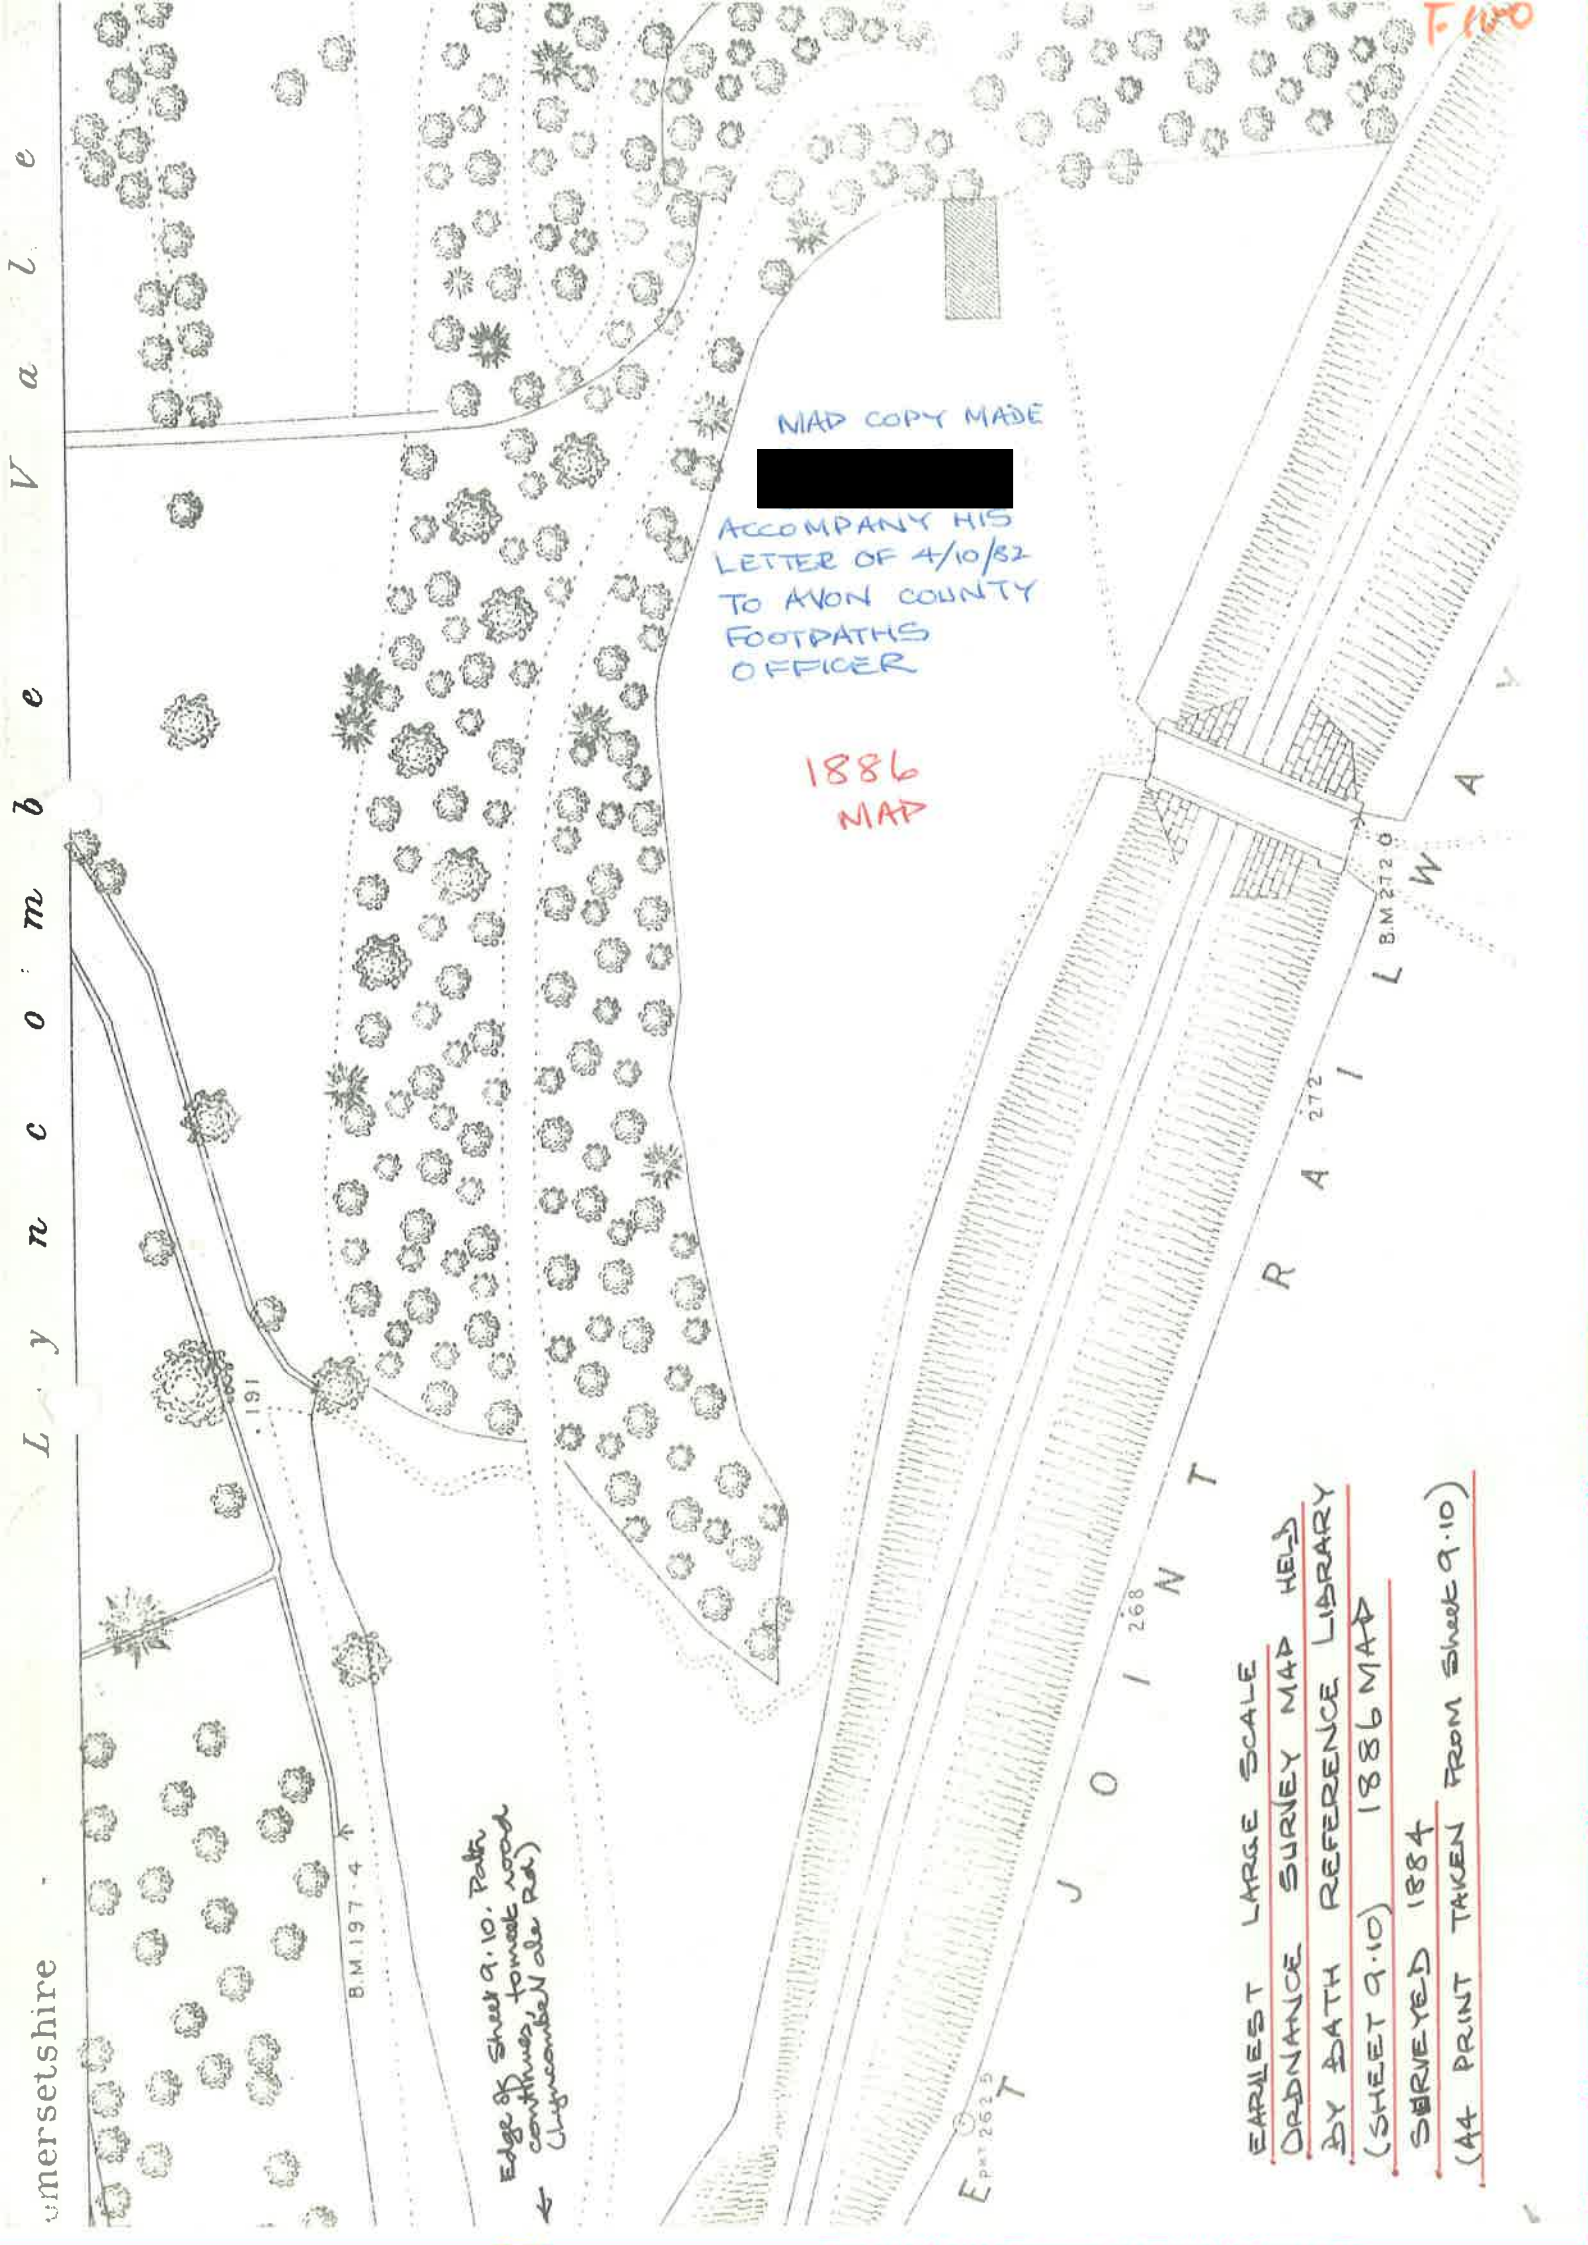 F.100
Lyncombe Vale
omersetshire
MAP COPY MADE
ACCOMPANY HIS
LETTER OF 4/10/82
TO AVON COUNTY
FOOTPATHS
OFFICER
1886
MAP
B.M 272.0
272
268
.191
B.M.197.4
JOINT RAILWAY
Edge of Sheet 9.10. Path
continues, to meet road
(Lyncombe Vale Rd)
←
EARLIEST LARGE SCALE
ORDNANCE SURVEY MAP HELD
BY BATH REFERENCE LIBRARY
(SHEET 9.10) 1886 MAP
SURVEYED 1884
(A4 PRINT TAKEN FROM Sheet 9.10)